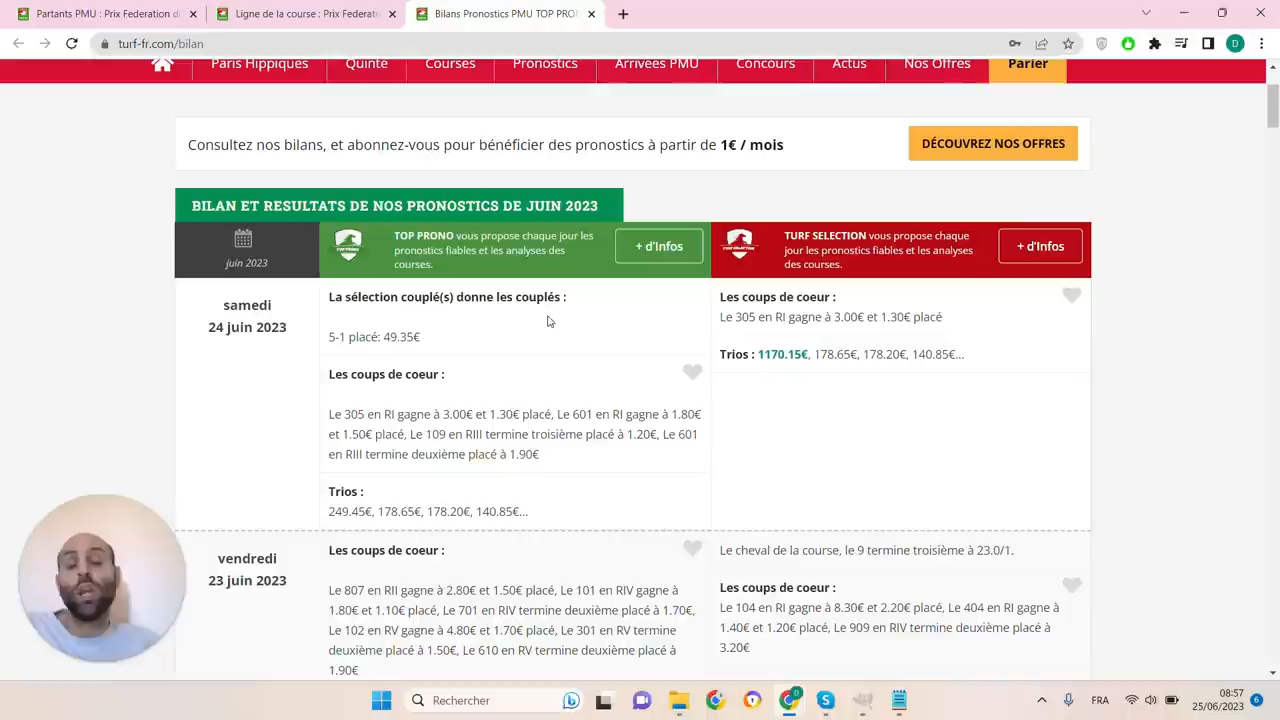 Partants PMU : Prix Federation d
Ligne de la course : Prix Federati
Bilans Pronostics PMU TOP PRO
turf-fr.com/bilan
D
Paris Hippiques
Quinté
Courses
Pronostics
Arrivées PMU
Concours
Actus
Nos Offres
Parier
Consultez nos bilans, et abonnez-vous pour bénéficier des pronostics à partir de 1€ / mois
DÉCOUVREZ NOS OFFRES
BILAN ET RESULTATS DE NOS PRONOSTICS DE JUIN 2023
juin 2023
TOP PRONO
TOP PRONO vous propose chaque jour les
pronostics fiables et les analyses des
courses.
+ d'Infos
TURF SELECTION
TURF SELECTION vous propose chaque
jour les pronostics fiables et les analyses
des courses.
+ d'Infos
samedi
24 juin 2023
La sélection couplé(s) donne les couplés :
5-1 placé: 49.35€
Les coups de coeur :
Le 305 en RI gagne à 3.00€ et 1.30€ placé, Le 601 en RI gagne à 1.80€
et 1.50€ placé, Le 109 en RIII termine troisième placé à 1.20€, Le 601
en RIII termine deuxième placé à 1.90€
Trios :
249.45€, 178.65€, 178.20€, 140.85€...
Les coups de coeur :
Le 305 en RI gagne à 3.00€ et 1.30€ placé
Trios : 1170.15€, 178.65€, 178.20€, 140.85€...
vendredi
23 juin 2023
Les coups de coeur :
Le 807 en RII gagne à 2.80€ et 1.50€ placé, Le 101 en RIV gagne à
1.80€ et 1.10€ placé, Le 701 en RIV termine deuxième placé à 1.70€,
Le 102 en RV gagne à 4.80€ et 1.70€ placé, Le 301 en RV termine
deuxième placé à 1.50€, Le 610 en RV termine deuxième placé à
1.90€
Le cheval de la course, le 9 termine troisième à 23.0/1.
Les coups de coeur :
Le 104 en RI gagne à 8.30€ et 2.20€ placé, Le 404 en RI gagne à
1.40€ et 1.20€ placé, Le 909 en RIV termine deuxième placé à
3.20€
Rechercher
FRA
08:57
25/06/2023
6